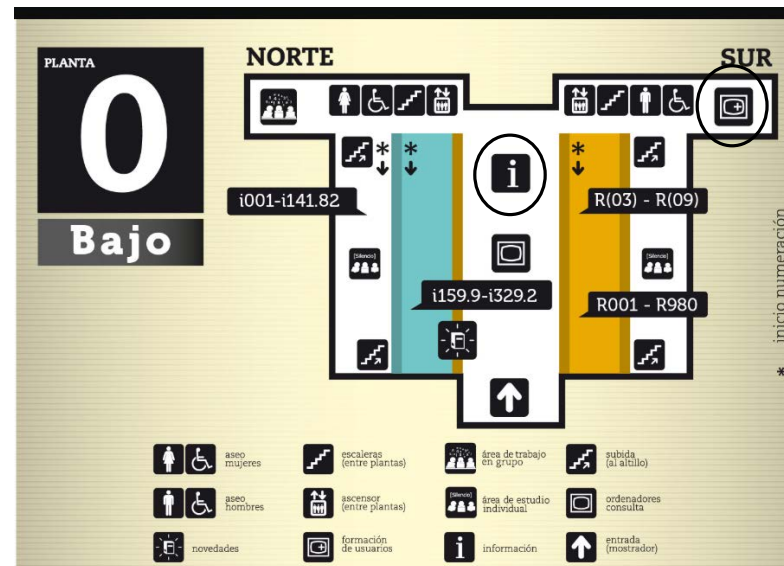 PLANTA
0
Bajo
NORTE
SUR
i
i001-i141.82
R(03) - R(09)
[Silencio]
[Silencio]
i159.9-i329.2
R001 - R980
* inicio numeración
aseo
mujeres
escaleras
(entre plantas)
área de trabajo
en grupo
subida
(al altillo)
aseo
hombres
ascensor
(entre plantas)
[Silencio]
área de estudio
individual
ordenadores
consulta
novedades
formación
de usuarios
i
información
entrada
(mostrador)